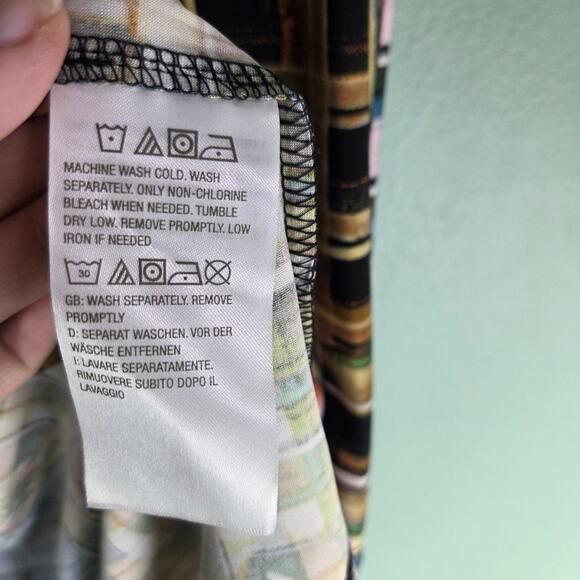 MACHINE WASH COLD. WASH
SEPARATELY. ONLY NON-CHLORINE
BLEACH WHEN NEEDED. TUMBLE
DRY LOW. REMOVE PROMPTLY. LOW
IRON IF NEEDED
30
GB: WASH SEPARATELY. REMOVE
PROMPTLY
D: SEPARAT WASCHEN. VOR DER
WÄSCHE ENTFERNEN
I: LAVARE SEPARATAMENTE.
RIMUOVERE SUBITO DOPO IL
LAVAGGIO